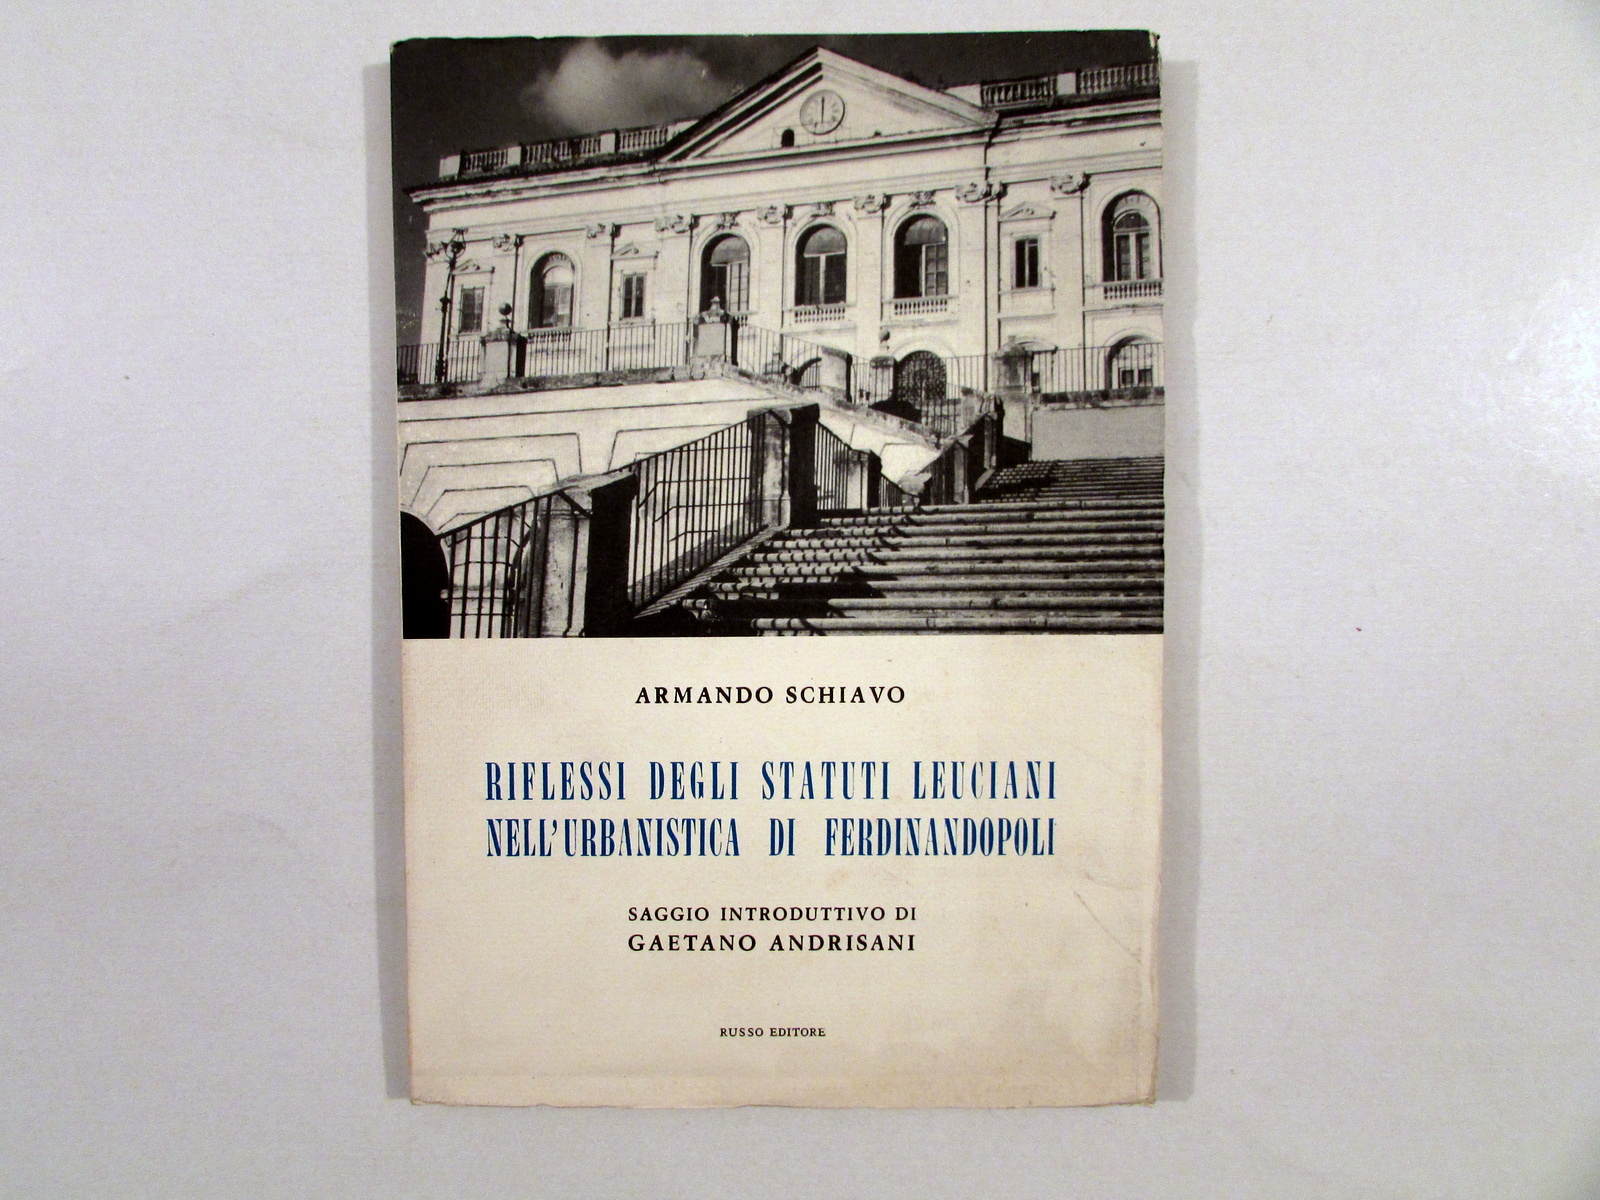 ARMANDO SCHIAVO
RIFLESSI DEGLI STATUTI LEUCIANI
NELL'URBANISTICA DI FERDINANDOPOLI
SAGGIO INTRODUTTIVO DI
GAETANO ANDRISANI
RUSSO EDITORE